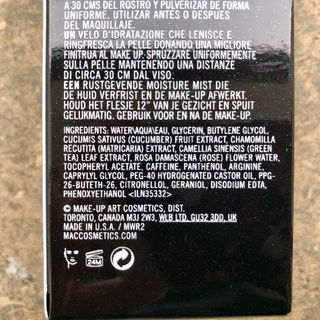 A 30 CMS DEL ROSTRO Y PULVERIZAR DE FORMA
UNIFORME. UTILIZAR ANTES O DESPUES
DEL MAQUILLAJE.
UN VELO D'IDRATAZIONE CHE LENISCE E
RINGFRESCA LA PELLE DONANDO UNA MIGLIORE
FINITRUA AL MAKE UP. SPRUZZARE UNIFORMEMENTE
SULLA PELLE MANTENENDO UNA DISTANZA
DI CIRCA 30 CM DAL VISO.
EEN RUSTGEVENDE MOISTURE MIST DIE
DE HUID VERFRIST EN DE MAKE-UP AFWERKT.
HOUD HET FLESJE 12" VAN JE GEZICHT EN SPUIT
GELIJKMATIG. GEBRUIK VOOR EN NA DE MAKE-UP.
INGREDIENTS: WATER\AQUA\EAU, GLYCERIN, BUTYLENE GLYCOL,
CUCUMIS SATIVUS (CUCUMBER) FRUIT EXTRACT, CHAMOMILLA
RECUTITA (MATRICARIA) EXTRACT, CAMELLIA SINENSIS (GREEN
TEA) LEAF EXTRACT, ROSA DAMASCENA (ROSE) FLOWER WATER,
TOCOPHERYL ACETATE, CAFFEINE, PANTHENOL, ARGININE,
CAPRYLYL GLYCOL, PEG-40 HYDROGENATED CASTOR OIL, PPG-
26-BUTETH-26, CITRONELLOL, GERANIOL, DISODIUM EDTA,
PHENOXYETHANOL <ILN35332>
© MAKE-UP ART COSMETICS, DIST.
TORONTO, CANADA M3J 2W3, WLB LTD. GU32 3DD, UK
MADE IN U.S.A. / MWR2
MACCOSMETICS.COM
24M